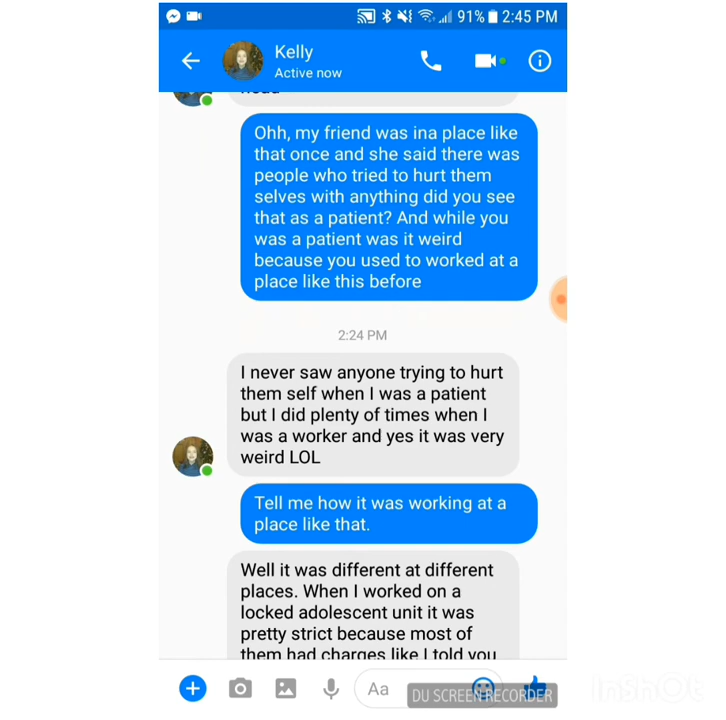 91% 2:45 PM
Kelly
Active now
Ohh, my friend was ina place like
that once and she said there was
people who tried to hurt them
selves with anything did you see
that as a patient? And while you
was a patient was it weird
because you used to worked at a
place like this before
2:24 PM
I never saw anyone trying to hurt
them self when I was a patient
but I did plenty of times when I
was a worker and yes it was very
weird LOL
Tell me how it was working at a
place like that.
Well it was different at different
places. When I worked on a
locked adolescent unit it was
pretty strict because most of
them had charges like I told you
Aa
DU SCREEN RECORDER
InShOt